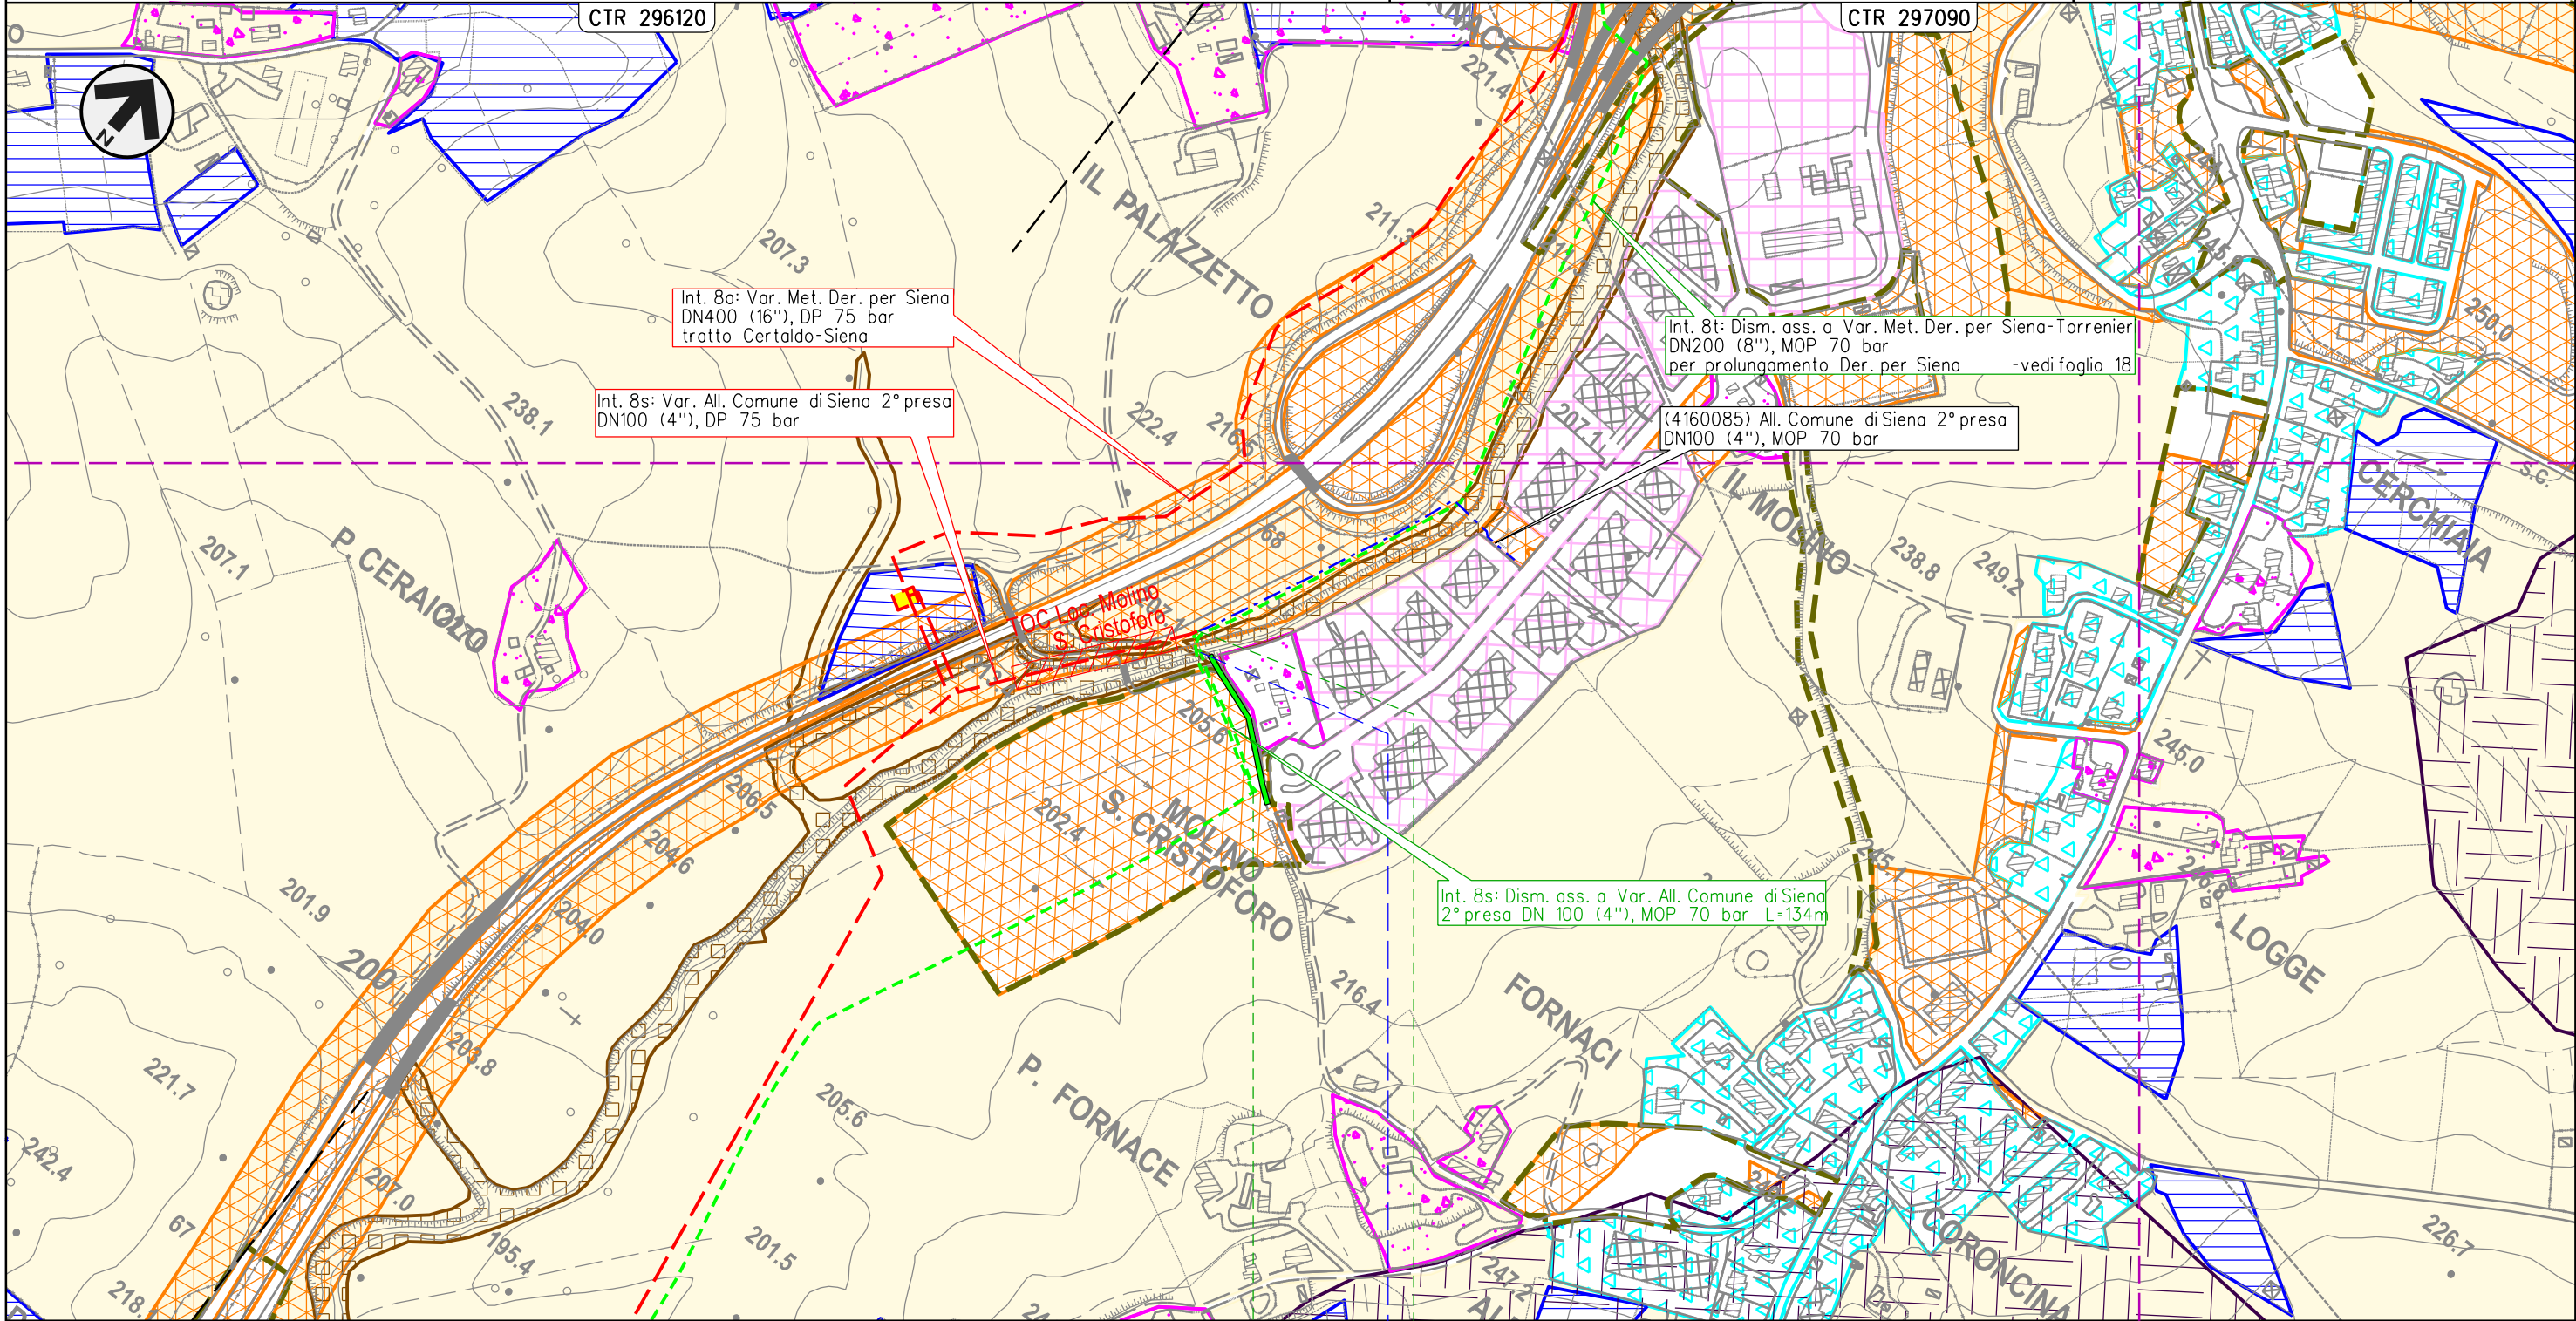 CTR 296120
CTR 297090
N
221.4
IL PALAZZETTO
207.3
211.3
Int. 8a: Var. Met. Der. per Siena
DN400 (16"), DP 75 bar
tratto Certaldo-Siena
Int. 8s: Var. All. Comune di Siena 2° presa
DN100 (4"), DP 75 bar
Int. 8t: Dism. ass. a Var. Met. Der. per Siena-Torrenieri
DN200 (8"), MOP 70 bar
per prolungamento Der. per Siena -vedi foglio 18
(4160085) All. Comune di Siena 2° presa
DN100 (4"), MOP 70 bar
250.0
238.1
222.4
216.5
207.1
S.C.
CERCHIAIA
IL MOLINO
207.1
P. CERAIOLO
68
238.8
249.2
TOC Loc. Molino
S. Cristoforo
205.6
245.0
206.5
202.4
S. MOLINO
CRISTOFORO
204.6
245.1
246.8
LOGGE
201.9
204.0
Int. 8s: Dism. ass. a Var. All. Comune di Siena
2° presa DN 100 (4"), MOP 70 bar L=134m
200
216.4
FORNACI
203.8
221.7
205.6
P. FORNACE
242.4
207.0
67
195.4
201.5
CORONCINA
226.7
247.2